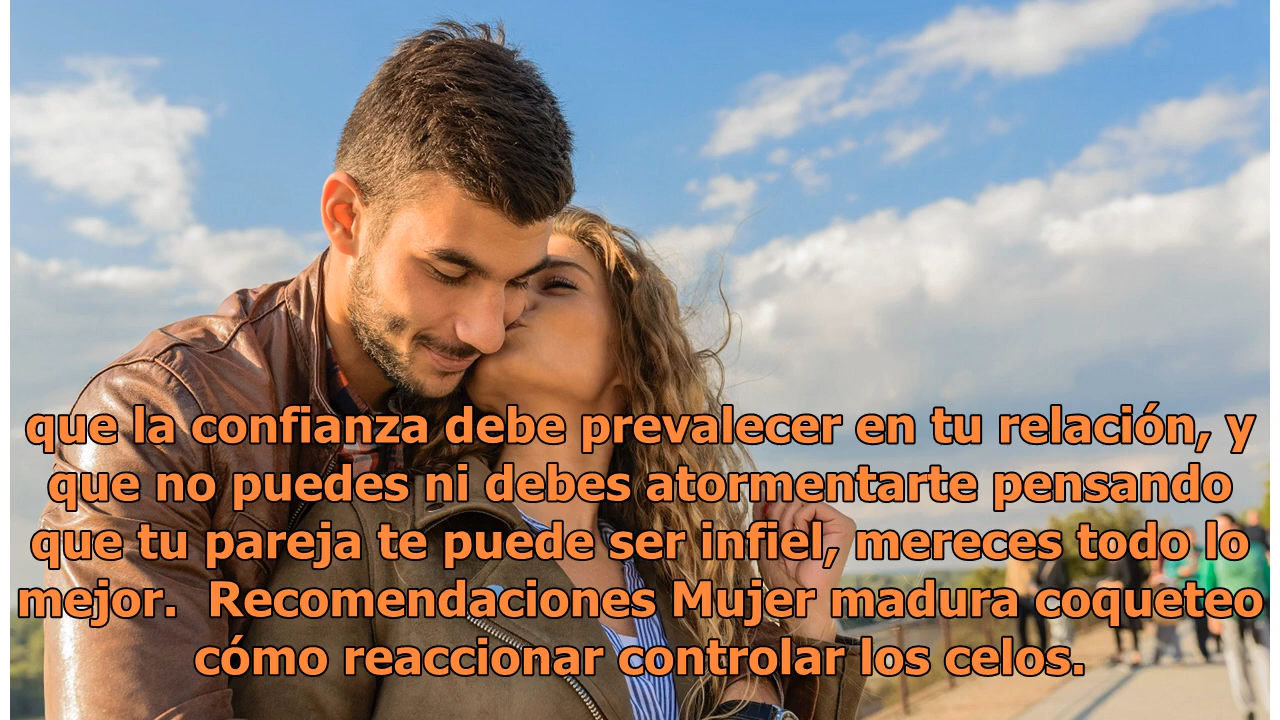 que la confianza debe prevalecer en tu relación, y
que no puedes ni debes atormentarte pensando
que tu pareja te puede ser infiel, mereces todo lo
mejor.  Recomendaciones Mujer madura coqueteo
cómo reaccionar controlar los celos.